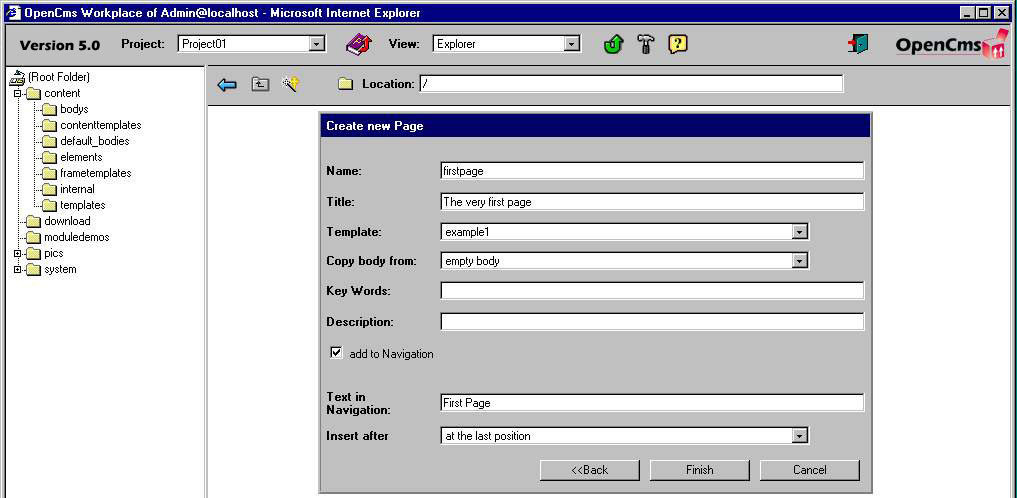 OpenCms Workplace of Admin@localhost - Microsoft Internet Explorer
Version 5.0 Project: Project01 View: Explorer OpenCms
(Root Folder)
content
bodys
contenttemplates
default_bodies
elements
frametemplates
internal
templates
download
moduledemos
pics
system
Location: /
Create new Page
Name: firstpage
Title: The very first page
Template: example1
Copy body from: empty body
Key Words:
Description:
add to Navigation
Text in
Navigation: First Page
Insert after at the last position
<<Back Finish Cancel